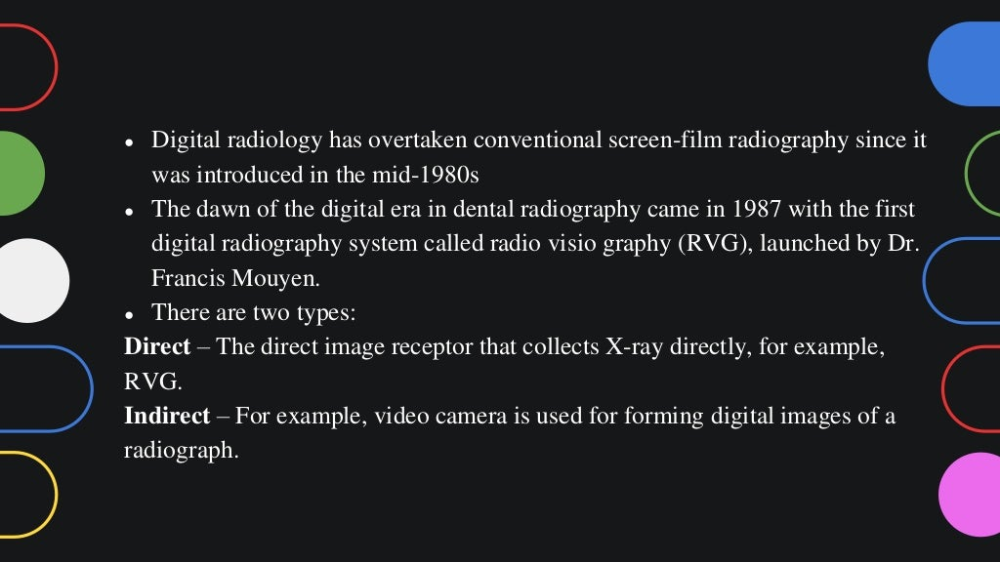 ● Digital radiology has overtaken conventional screen-film radiography since it
was introduced in the mid-1980s
● The dawn of the digital era in dental radiography came in 1987 with the first
digital radiography system called radio visio graphy (RVG), launched by Dr.
Francis Mouyen.
● There are two types:
Direct – The direct image receptor that collects X-ray directly, for example,
RVG.
Indirect – For example, video camera is used for forming digital images of a
radiograph.